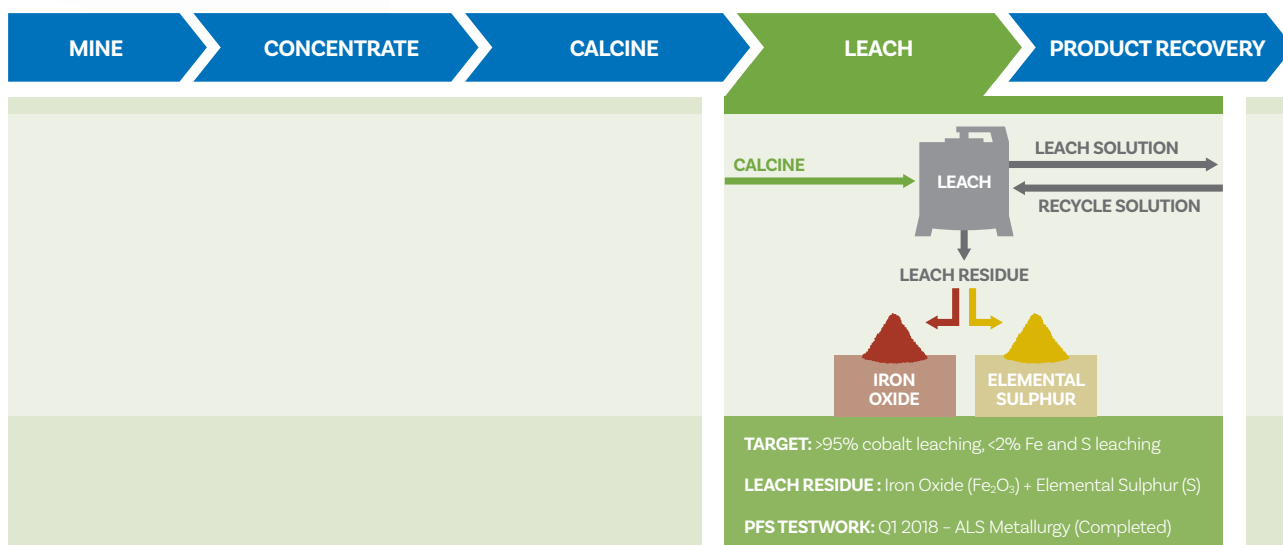 MINE
CONCENTRATE
CALCINE
LEACH
PRODUCT RECOVERY
CALCINE
LEACH
LEACH SOLUTION
RECYCLE SOLUTION
LEACH RESIDUE
IRON
OXIDE
ELEMENTAL
SULPHUR
TARGET: >95% cobalt leaching, <2% Fe and S leaching
LEACH RESIDUE : Iron Oxide (Fe₂O₃) + Elemental Sulphur (S)
PFS TESTWORK: Q1 2018 – ALS Metallurgy (Completed)